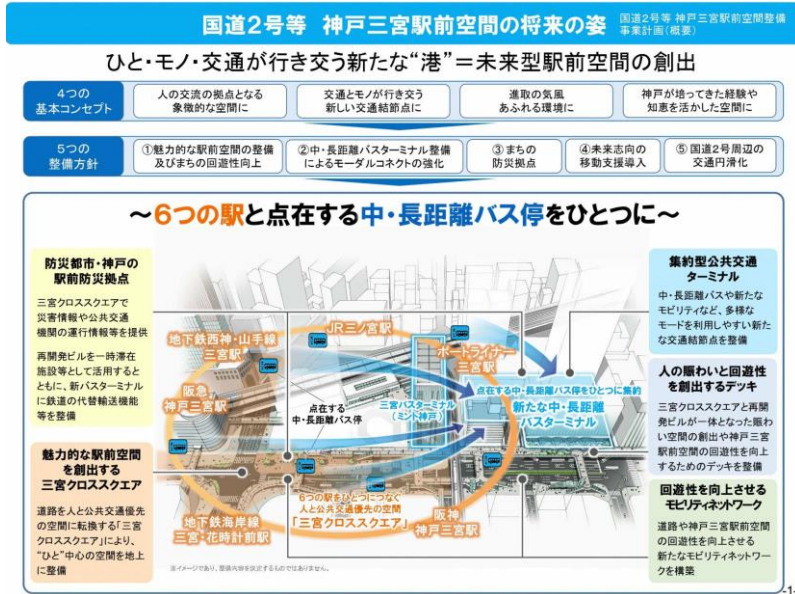 国道2号等 神戸三宮駅前空間の将来の姿
国道2号等 神戸三宮駅前空間整備
事業計画(概要)
ひと・モノ・交通が行き交う新たな“港”＝未来型駅前空間の創出
4つの
基本コンセプト
人の交流の拠点となる
象徴的な空間に
交通とモノが行き交う
新しい交通結節点に
進取の気風
あふれる環境に
神戸が培ってきた経験や
知恵を活かした空間に
5つの
整備方針
①魅力的な駅前空間の整備
及びまちの回遊性向上
②中・長距離バスターミナル整備
によるモーダルコネクトの強化
③まちの
防災拠点
④未来志向の
移動支援導入
⑤国道2号周辺の
交通円滑化
～6つの駅と点在する中・長距離バス停をひとつに～
防災都市・神戸の
駅前防災拠点
三宮クロススクエアで
災害情報や公共交通
機関の運行情報等を提供
再開発ビルを一時滞在
施設等として活用すると
ともに、新バスターミナル
に鉄道の代替輸送機能
等を整備
魅力的な駅前空間
を創出する
三宮クロススクエア
道路を人と公共交通優先
の空間に転換する「三宮
クロススクエア」により、
“ひと”中心の空間を地上
に整備
地下鉄西神・山手線
三宮駅
JR三ノ宮駅
ポートライナー
三宮駅
阪急
神戸三宮駅
点在する
中・長距離バス停
三宮バスターミナル
(ミント神戸)
点在する中・長距離バス停をひとつに集約
新たな中・長距離
バスターミナル
6つの駅をひとつにつなぐ
人と公共交通優先の空間
「三宮クロススクエア」
地下鉄海岸線
三宮・花時計前駅
阪神
神戸三宮駅
集約型公共交通
ターミナル
中・長距離バスや新たな
モビリティなど、多様な
モードを利用しやすい新た
な交通結節点を整備
人の賑わいと回遊性
を創出するデッキ
三宮クロススクエアと再開
発ビルが一体となった賑わ
い空間の創出や神戸三宮
駅前空間の回遊性を向上
するためのデッキを整備
回遊性を向上させる
モビリティネットワーク
道路や神戸三宮駅前空間
の回遊性を向上させる
新たなモビリティネットワー
クを構築
※イメージであり、整備内容を決定するものではありません。
-1-